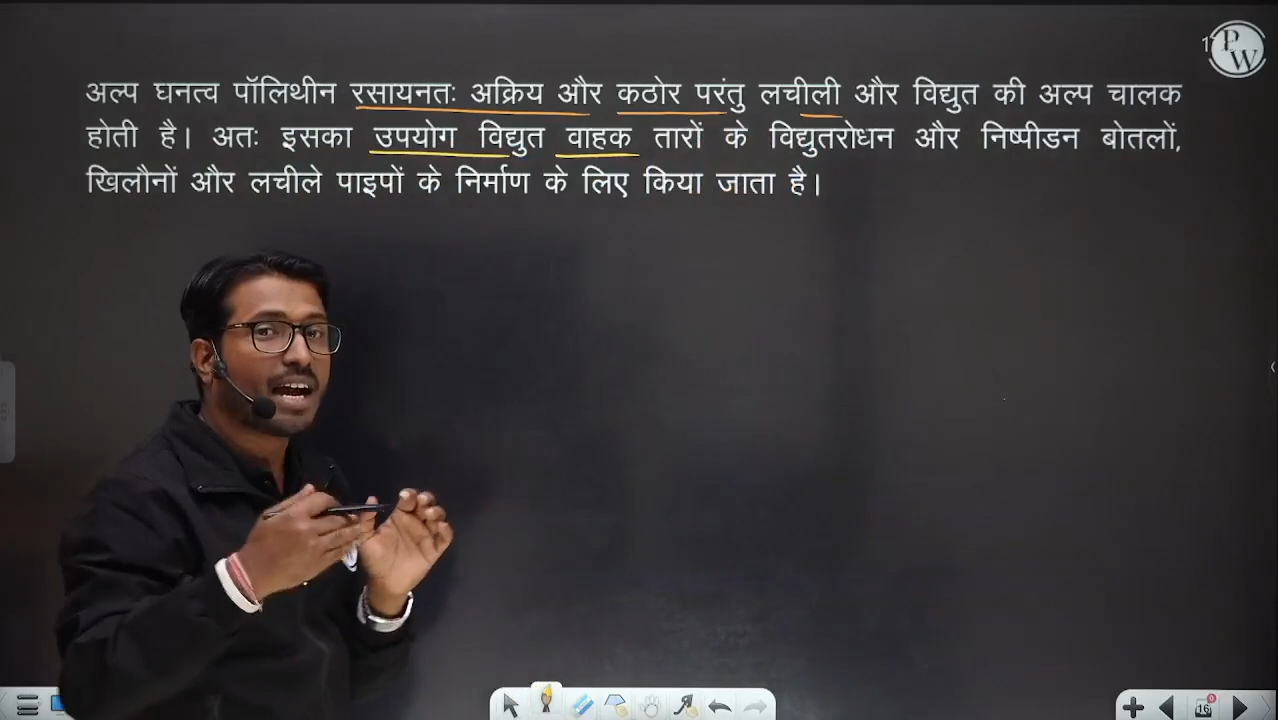 अल्प घनत्व पॉलिथीन रसायनतः अक्रिय और कठोर परंतु लचीली और विद्युत की अल्प चालक
होती है। अतः इसका उपयोग विद्युत वाहक तारों के विद्युतरोधन और निष्पीडन बोतलों,
खिलौनों और लचीले पाइपों के निर्माण के लिए किया जाता है।
PW
16